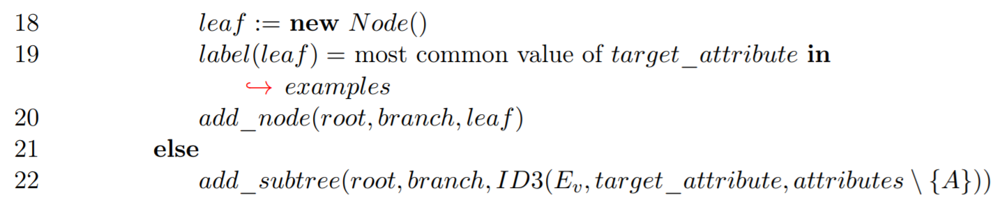 18 leaf := new Node()
19 label(leaf) = most common value of target_attribute in
↪ examples
20 add_node(root, branch, leaf)
21 else
22 add_subtree(root, branch, ID3(Eᵥ, target_attribute, attributes \ {A}))